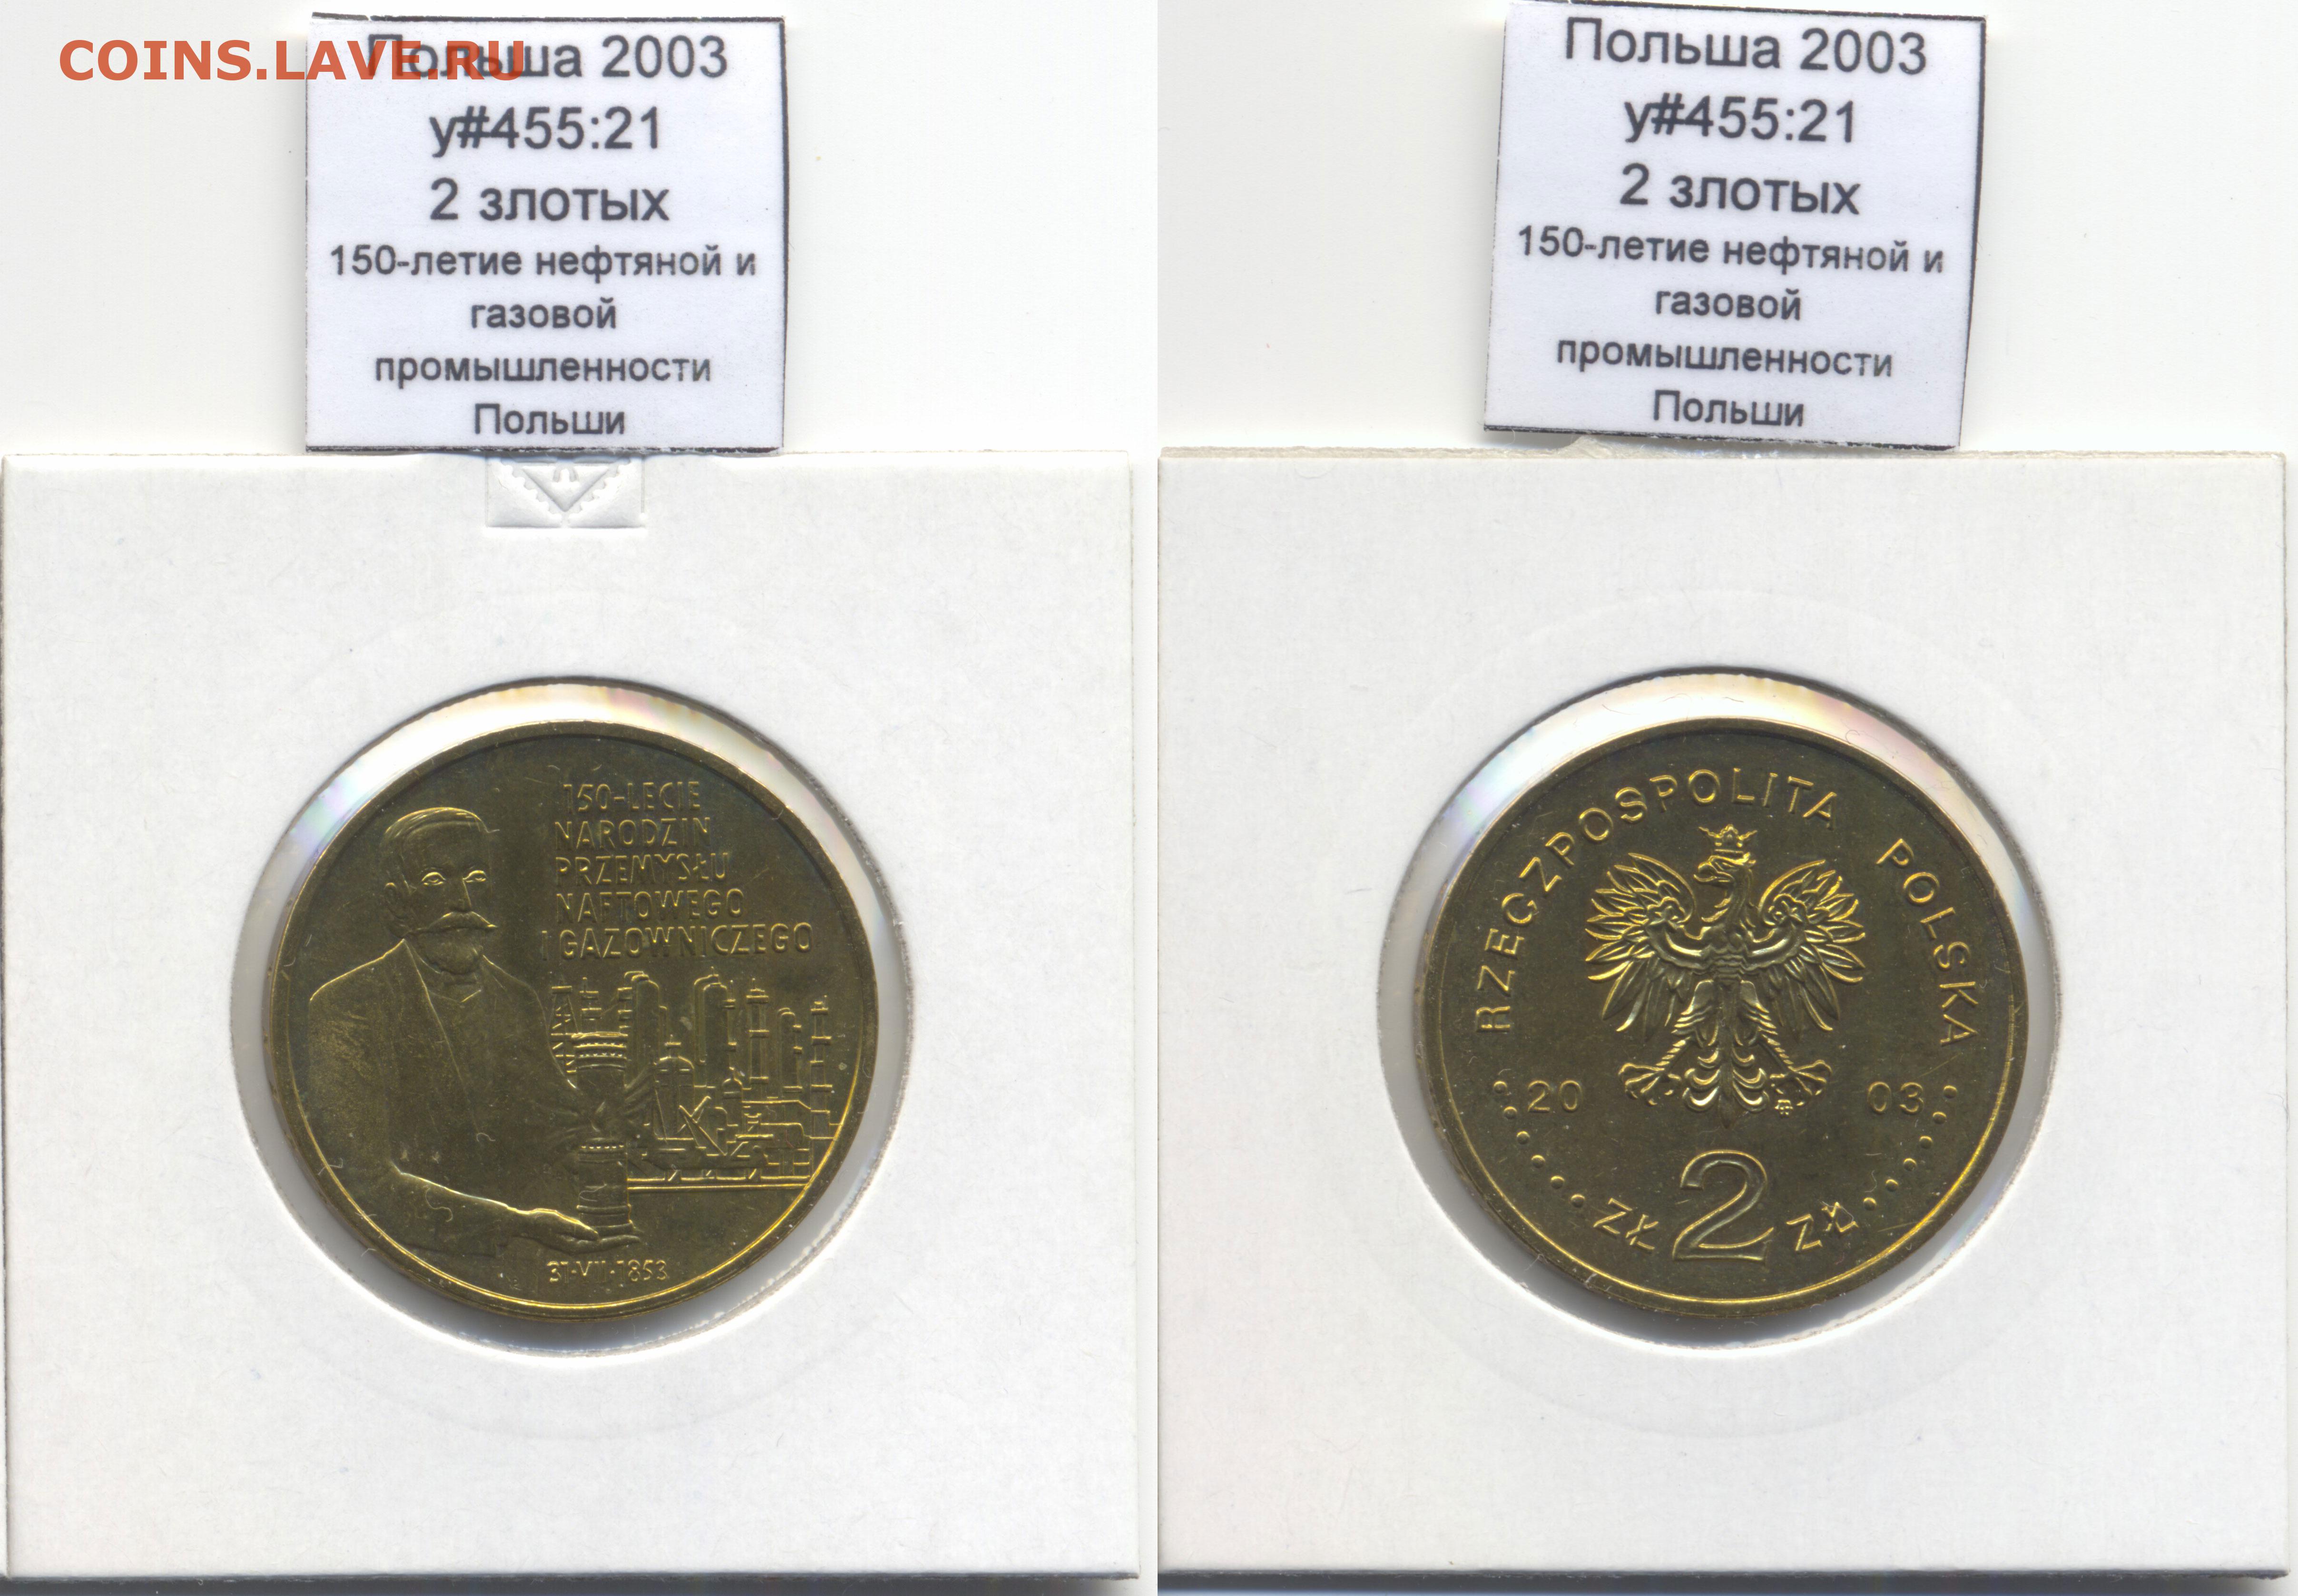 COINS.LAVE.RU
Польша 2003
y#455:21
2 злотых
150-летие нефтяной и
газовой
промышленности
Польши
150-LECIE
NARODZIN
PRZEMYSŁU
NAFTOWEGO
I GAZOWNICZEGO
31·VII·1853
Польша 2003
y#455:21
2 злотых
150-летие нефтяной и
газовой
промышленности
Польши
RZECZPOSPOLITA POLSKA
20 03
ZŁ 2 ZŁ